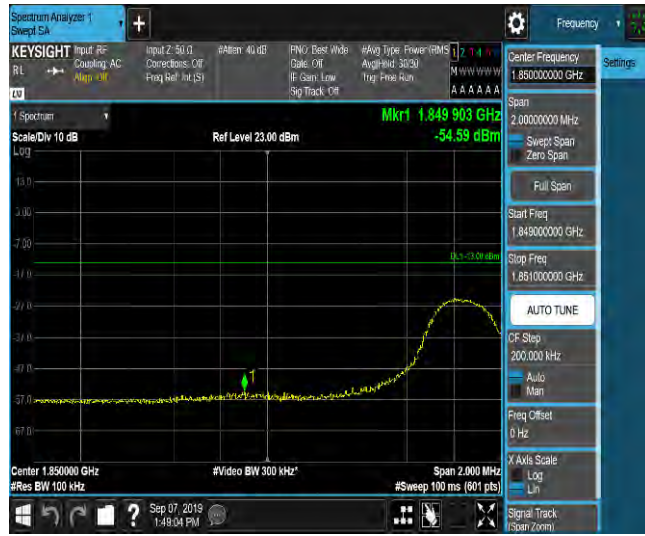 Spectrum Analyzer 1
Swept SA
+
Frequency
Settings
KEYSIGHT
RL
Input: RF
Coupling: AC
Align: Off
Input Z: 50 Ω
Corrections: Off
Freq Ref: Int (S)
#Atten: 40 dB
PNO: Best Wide
Gate: Off
IF Gain: Low
Sig Track: Off
#Avg Type: Power (RMS
Avg|Hold: 30/30
Trig: Free Run
M W W W W W
A A A A A A
1 Spectrum
Scale/Div 10 dB
Log
Ref Level 23.00 dBm
Mkr1 1.849 903 GHz
-54.59 dBm
13.0
3.00
-7.00
DL1 -13.00 dBm
-17.0
-27.0
-37.0
-47.0
1
-57.0
-67.0
Center 1.850000 GHz
#Video BW 300 kHz*
Span 2.000 MHz
#Res BW 100 kHz
#Sweep 100 ms (601 pts)
Center Frequency
1.850000000 GHz
Span
2.00000000 MHz
Swept Span
Zero Span
Full Span
Start Freq
1.849000000 GHz
Stop Freq
1.851000000 GHz
AUTO TUNE
CF Step
200.000 kHz
Auto
Man
Freq Offset
0 Hz
X Axis Scale
Log
Lin
Signal Track
(Span Zoom)
?
Sep 07, 2019
1:49:04 PM